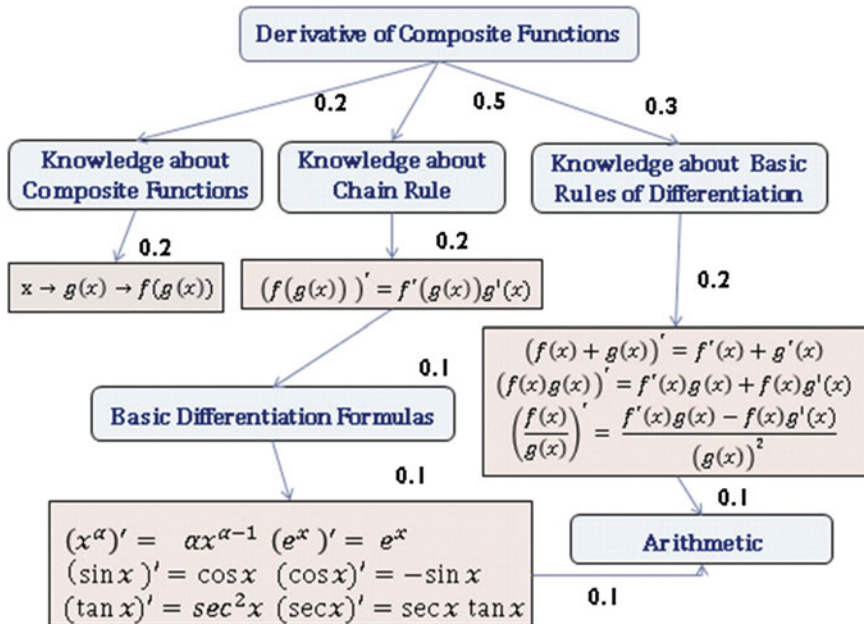 Derivative of Composite Functions
0.2
0.5
0.3
Knowledge about
Composite Functions
Knowledge about
Chain Rule
Knowledge about Basic
Rules of Differentiation
0.2
0.2
0.2
x → g(x) → f(g(x))
(f(g(x)) )′ = f′(g(x))g′(x)
0.1
Basic Differentiation Formulas
(f(x) + g(x))′ = f′(x) + g′(x)
(f(x)g(x))′ = f′(x)g(x) + f(x)g′(x)
(f(x)/g(x))′ = (f′(x)g(x) − f(x)g′(x))/(g(x))²
0.1
0.1
(x^α)′ = αx^(α−1) (e^x )′ = e^x
(sin x )′ = cos x (cos x)′ = −sin x
(tan x)′ = sec²x (sec x)′ = sec x tan x
Arithmetic
0.1